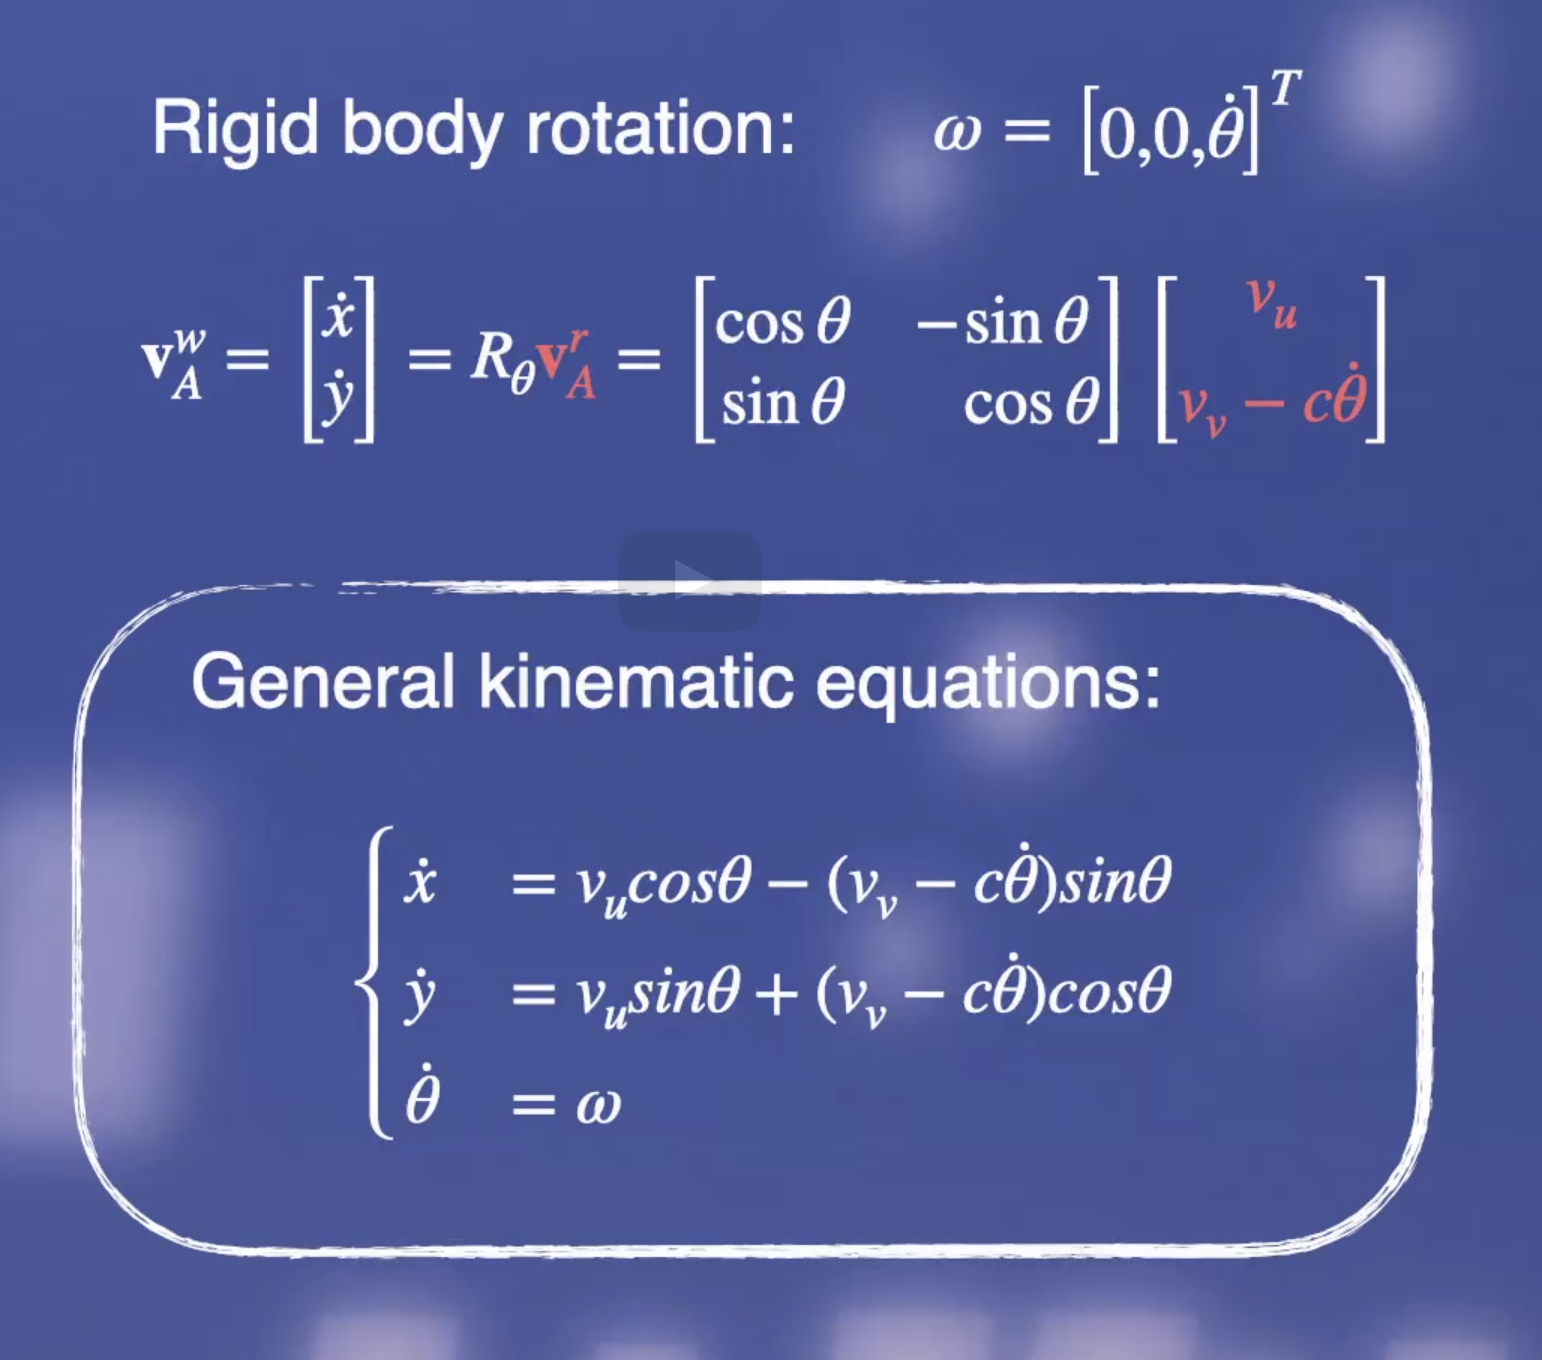 Rigid body rotation: ω = [0,0,θ̇]ᵀ
𝐯_A^w = [ẋ ẏ] = R_θ 𝐯_A^r = [cos θ −sin θ; sin θ cos θ] [v_u; v_v − cθ̇]
General kinematic equations:
ẋ = v_u cosθ − (v_v − cθ̇)sinθ
ẏ = v_u sinθ + (v_v − cθ̇)cosθ
θ̇ = ω